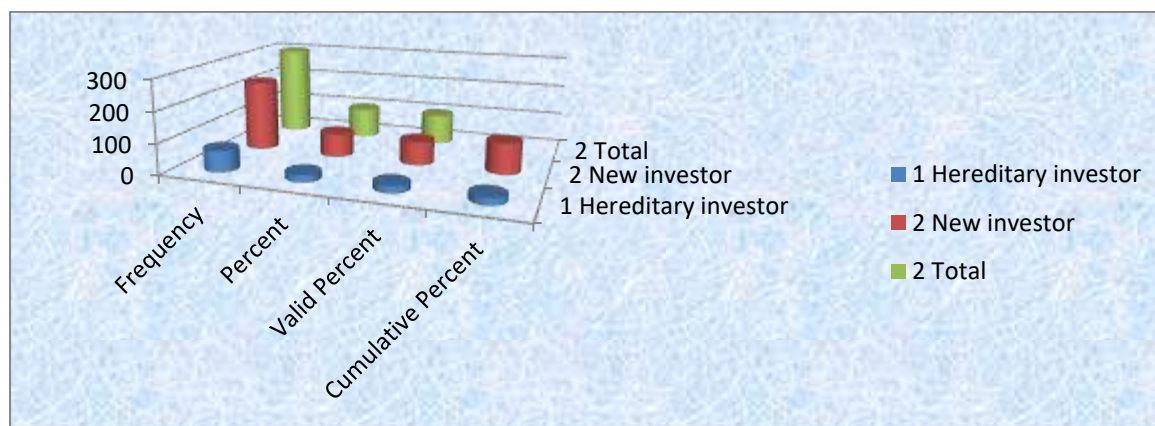 300
200
100
0
Frequency
Percent
Valid Percent
Cumulative Percent
2 Total
2 New investor
1 Hereditary investor
1 Hereditary investor
2 New investor
2 Total